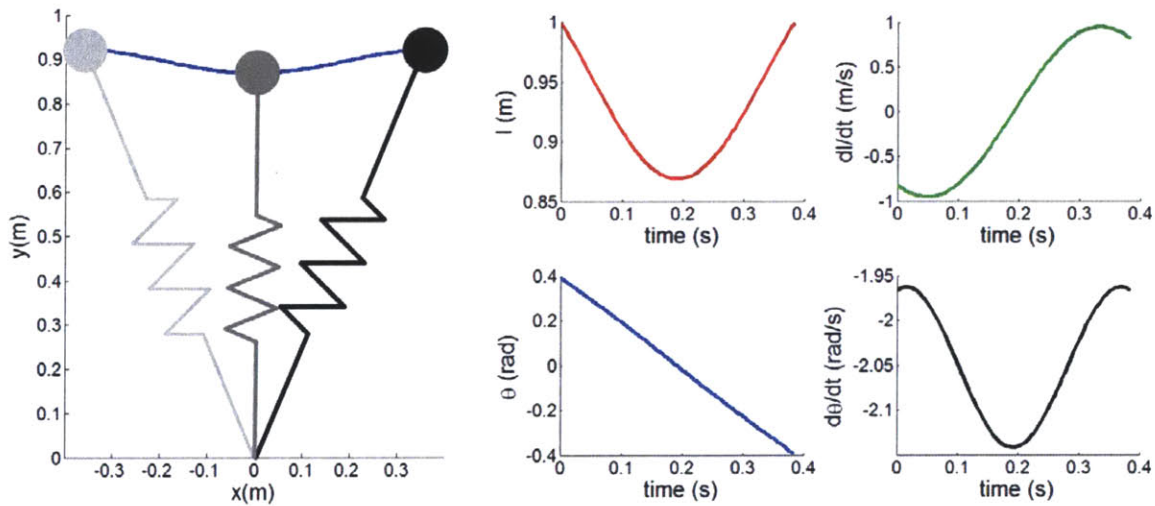 1
0.9
0.8
0.7
0.6
0.5
0.4
0.3
0.2
0.1
0
y(m)
-0.3 -0.2 -0.1 0 0.1 0.2 0.3
x(m)
1
0.95
0.9
0.85
l (m)
0 0.1 0.2 0.3 0.4
time (s)
1
0.5
0
-0.5
-1
dl/dt (m/s)
0 0.1 0.2 0.3 0.4
time (s)
0.4
0.2
0
-0.2
-0.4
θ (rad)
0 0.1 0.2 0.3 0.4
time (s)
-1.95
-2
-2.05
-2.1
dθ/dt (rad/s)
0 0.1 0.2 0.3 0.4
time (s)